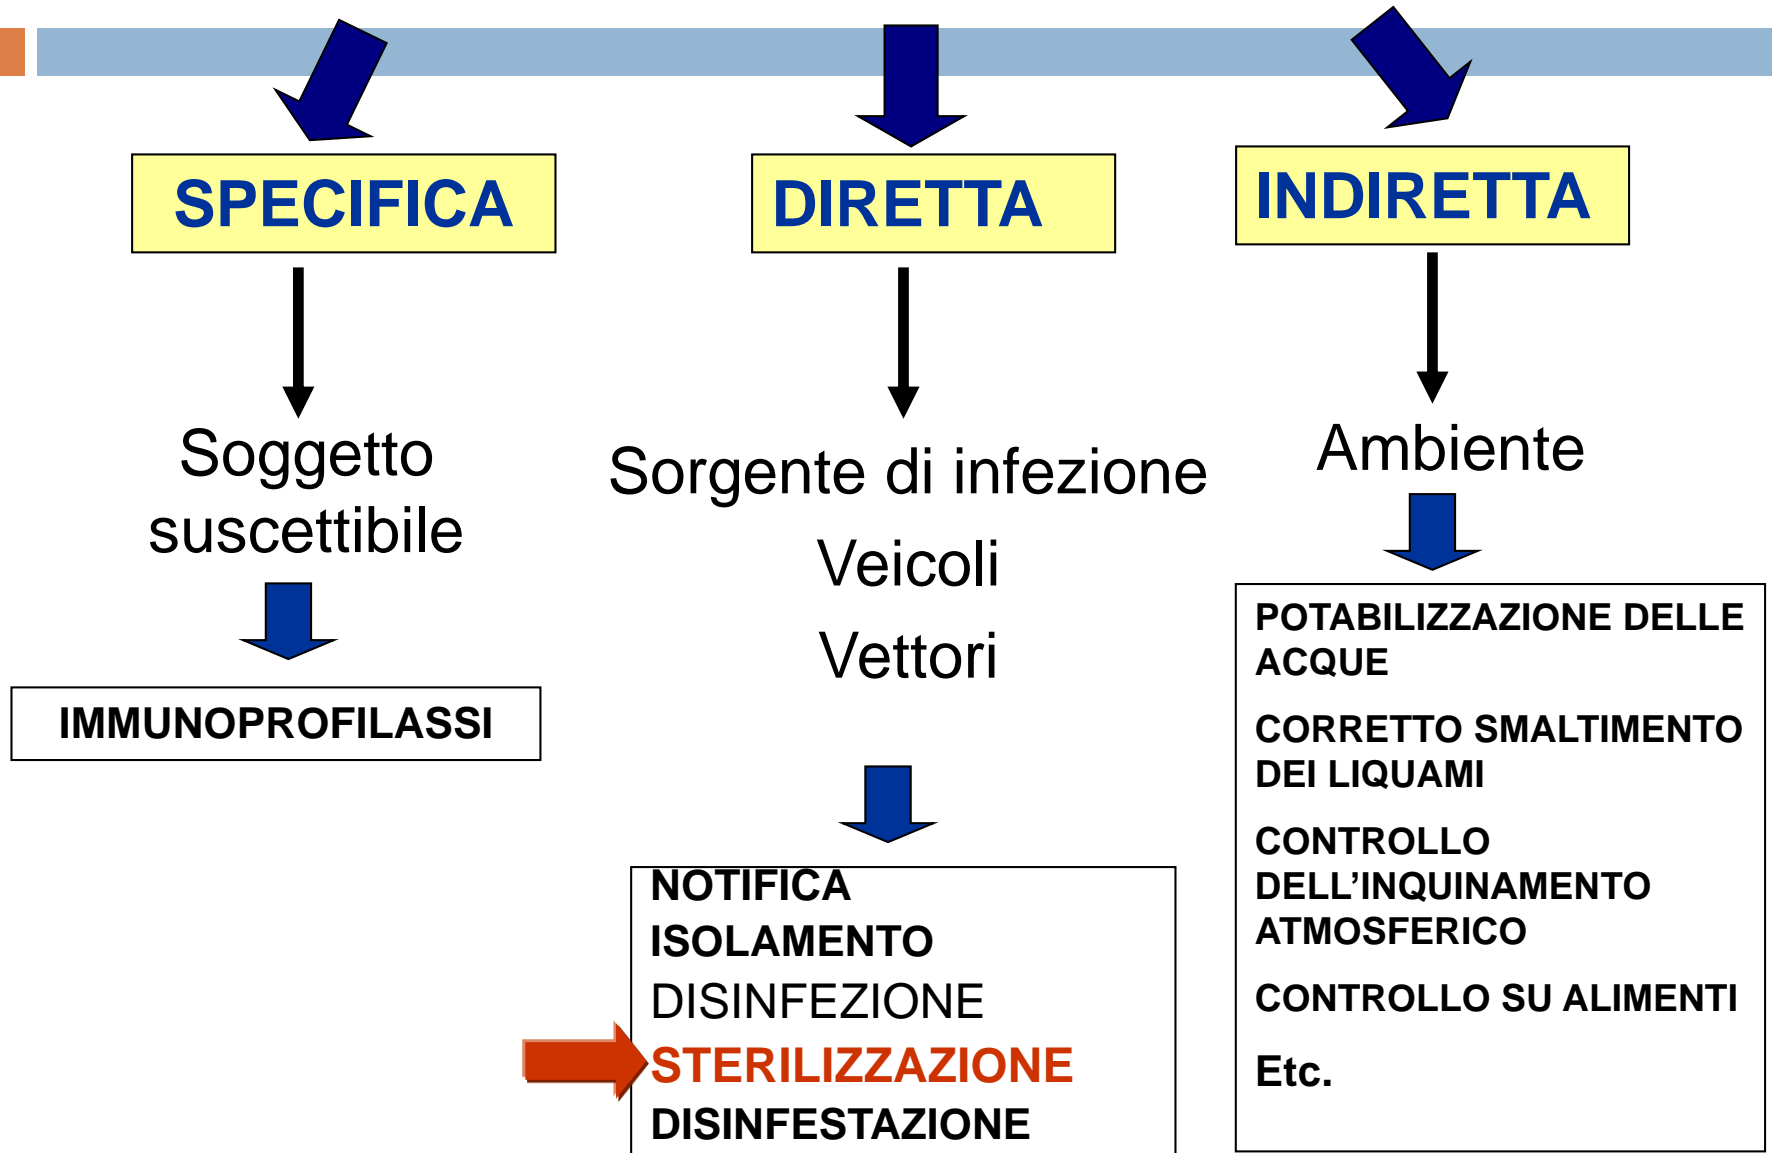 SPECIFICA
Soggetto
suscettibile
IMMUNOPROFILASSI
DIRETTA
Sorgente di infezione
Veicoli
Vettori
NOTIFICA
ISOLAMENTO
DISINFEZIONE
STERILIZZAZIONE
DISINFESTAZIONE
INDIRETTA
Ambiente
POTABILIZZAZIONE DELLE
ACQUE
CORRETTO SMALTIMENTO
DEI LIQUAMI
CONTROLLO
DELL’INQUINAMENTO
ATMOSFERICO
CONTROLLO SU ALIMENTI
Etc.